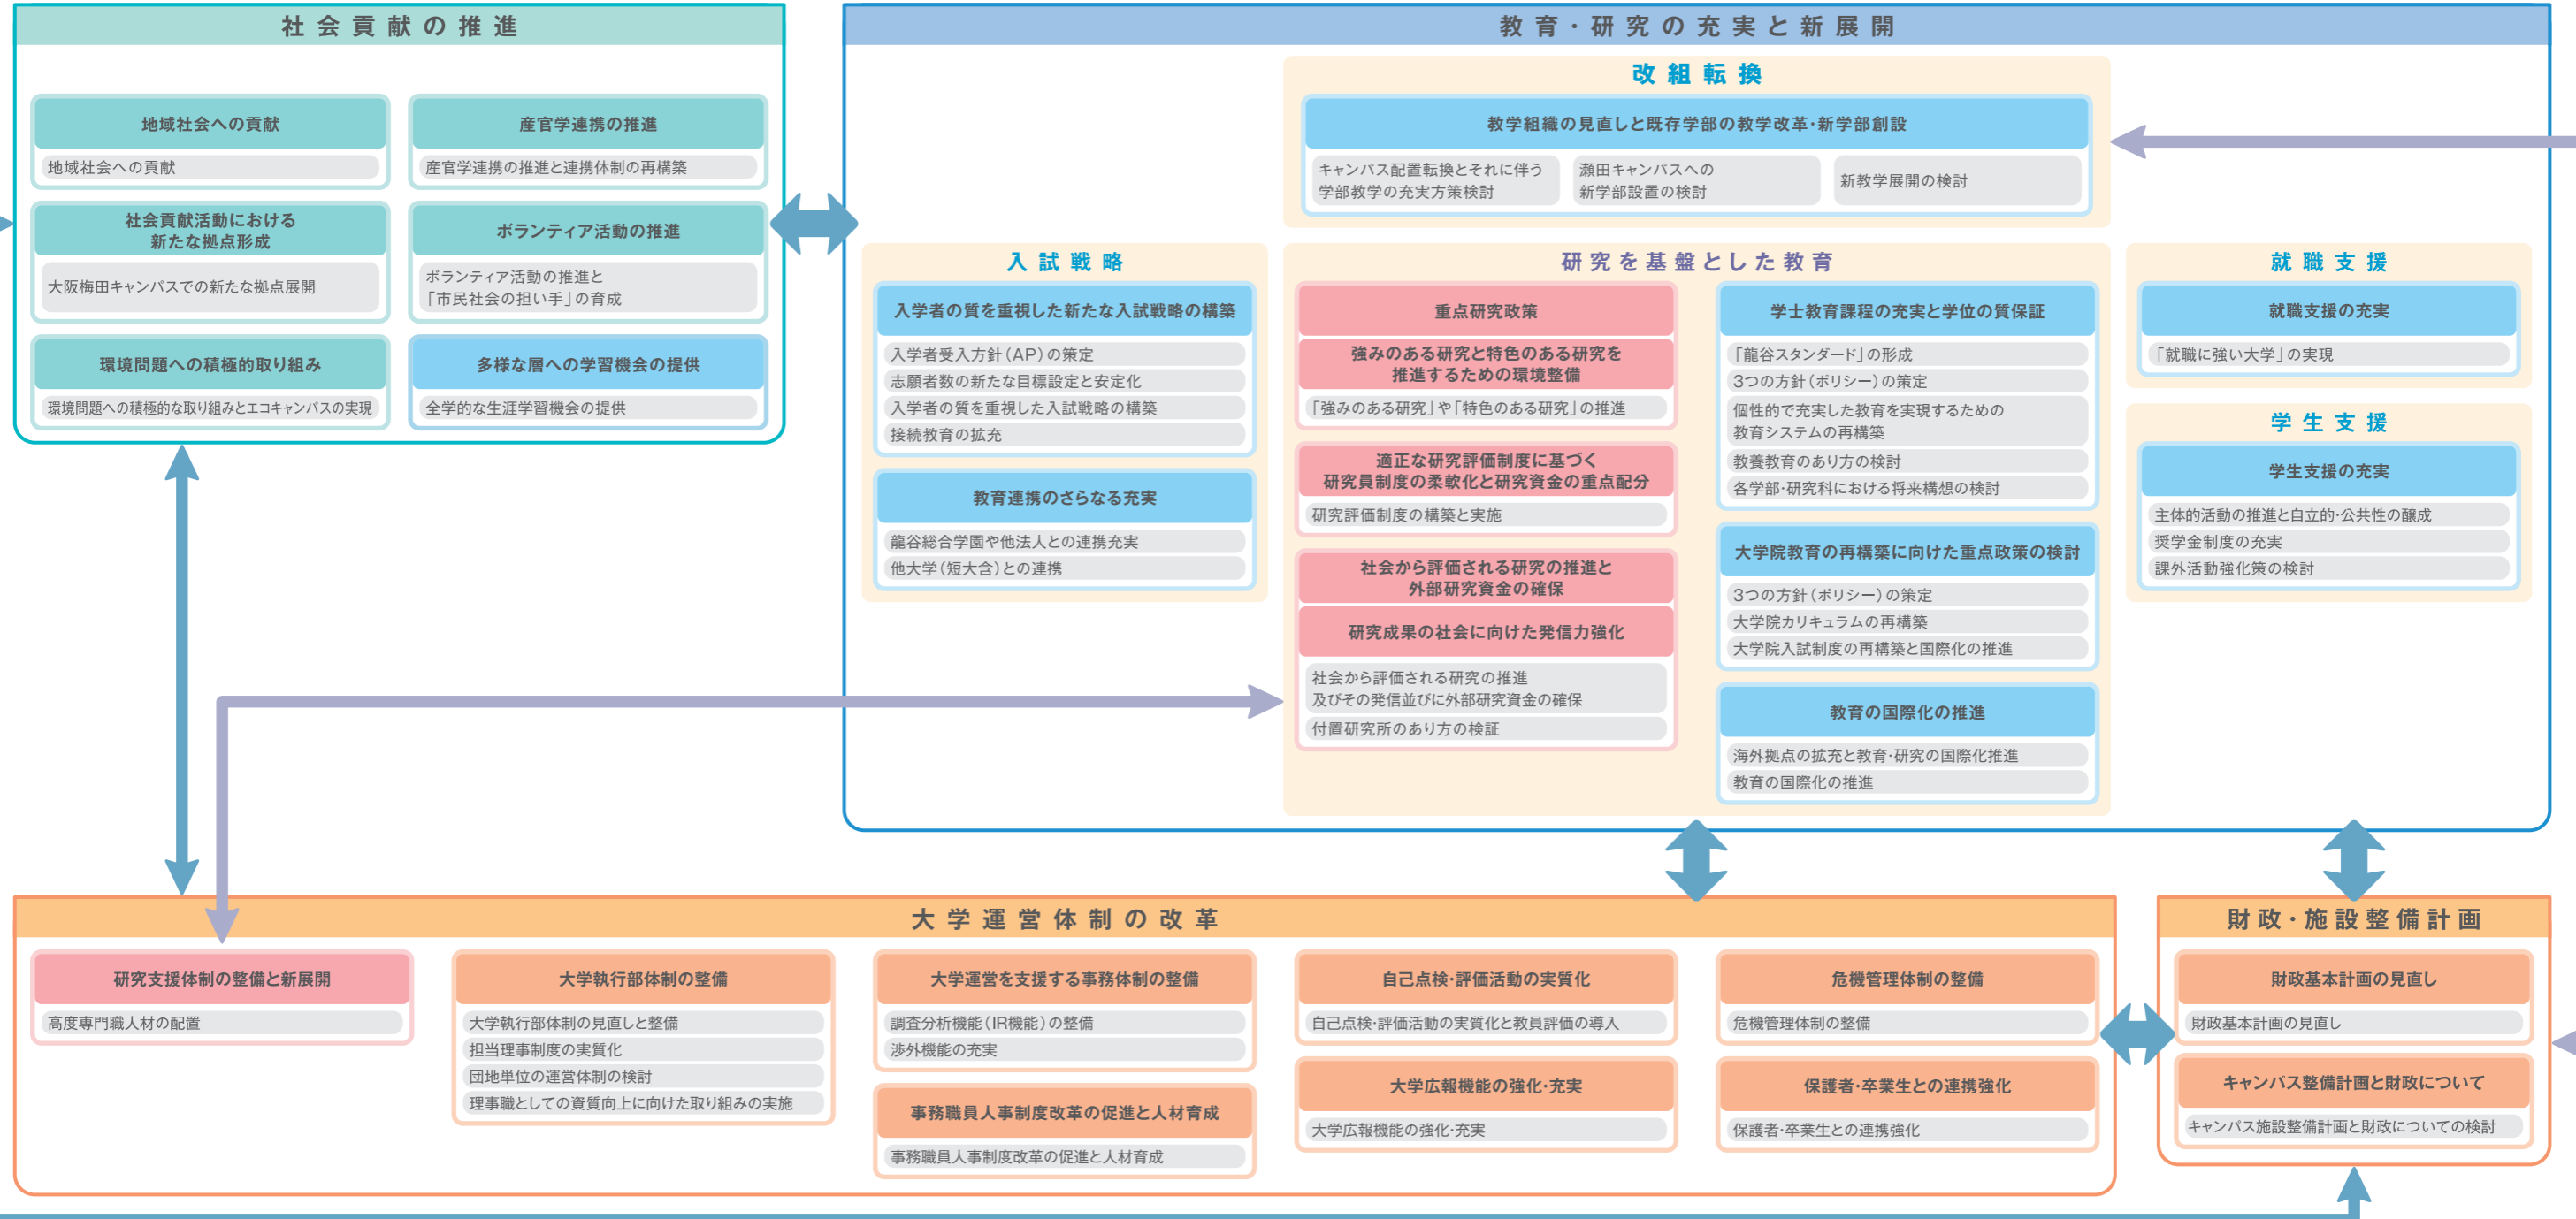 社会貢献の推進
地域社会への貢献
地域社会への貢献
産官学連携の推進
産官学連携の推進と連携体制の再構築
社会貢献活動における
新たな拠点形成
大阪梅田キャンパスでの新たな拠点展開
ボランティア活動の推進
ボランティア活動の推進と
「市民社会の担い手」の育成
環境問題への積極的取り組み
環境問題への積極的な取り組みとエコキャンパスの実現
多様な層への学習機会の提供
全学的な生涯学習機会の提供
教育・研究の充実と新展開
改組転換
教学組織の見直しと既存学部の教学改革・新学部創設
キャンパス配置転換とそれに伴う
学部教学の充実方策検討
瀬田キャンパスへの
新学部設置の検討
新教学展開の検討
入試戦略
入学者の質を重視した新たな入試戦略の構築
入学者受入方針（AP）の策定
志願者数の新たな目標設定と安定化
入学者の質を重視した入試戦略の構築
接続教育の拡充
教育連携のさらなる充実
龍谷総合学園や他法人との連携充実
他大学（短大含）との連携
研究を基盤とした教育
重点研究政策
強みのある研究と特色のある研究を
推進するための環境整備
「強みのある研究」や「特色のある研究」の推進
適正な研究評価制度に基づく
研究員制度の柔軟化と研究資金の重点配分
研究評価制度の構築と実施
社会から評価される研究の推進と
外部研究資金の確保
研究成果の社会に向けた発信力強化
社会から評価される研究の推進
及びその発信並びに外部研究資金の確保
付置研究所のあり方の検証
学士教育課程の充実と学位の質保証
「龍谷スタンダード」の形成
3つの方針（ポリシー）の策定
個性的で充実した教育を実現するための
教育システムの再構築
教養教育のあり方の検討
各学部・研究科における将来構想の検討
大学院教育の再構築に向けた重点政策の検討
3つの方針（ポリシー）の策定
大学院カリキュラムの再構築
大学院入試制度の再構築と国際化の推進
教育の国際化の推進
海外拠点の拡充と教育・研究の国際化推進
教育の国際化の推進
就職支援
就職支援の充実
「就職に強い大学」の実現
学生支援
学生支援の充実
主体的活動の推進と自立的・公共性の醸成
奨学金制度の充実
課外活動強化策の検討
大学運営体制の改革
研究支援体制の整備と新展開
高度専門職人材の配置
大学執行部体制の整備
大学執行部体制の見直しと整備
担当理事制度の実質化
団地単位の運営体制の検討
理事職としての資質向上に向けた取り組みの実施
大学運営を支援する事務体制の整備
調査分析機能（IR機能）の整備
渉外機能の充実
事務職員人事制度改革の促進と人材育成
事務職員人事制度改革の促進と人材育成
自己点検・評価活動の実質化
自己点検・評価活動の実質化と教員評価の導入
大学広報機能の強化・充実
大学広報機能の強化・充実
危機管理体制の整備
危機管理体制の整備
保護者・卒業生との連携強化
保護者・卒業生との連携強化
財政・施設整備計画
財政基本計画の見直し
財政基本計画の見直し
キャンパス整備計画と財政について
キャンパス施設整備計画と財政についての検討